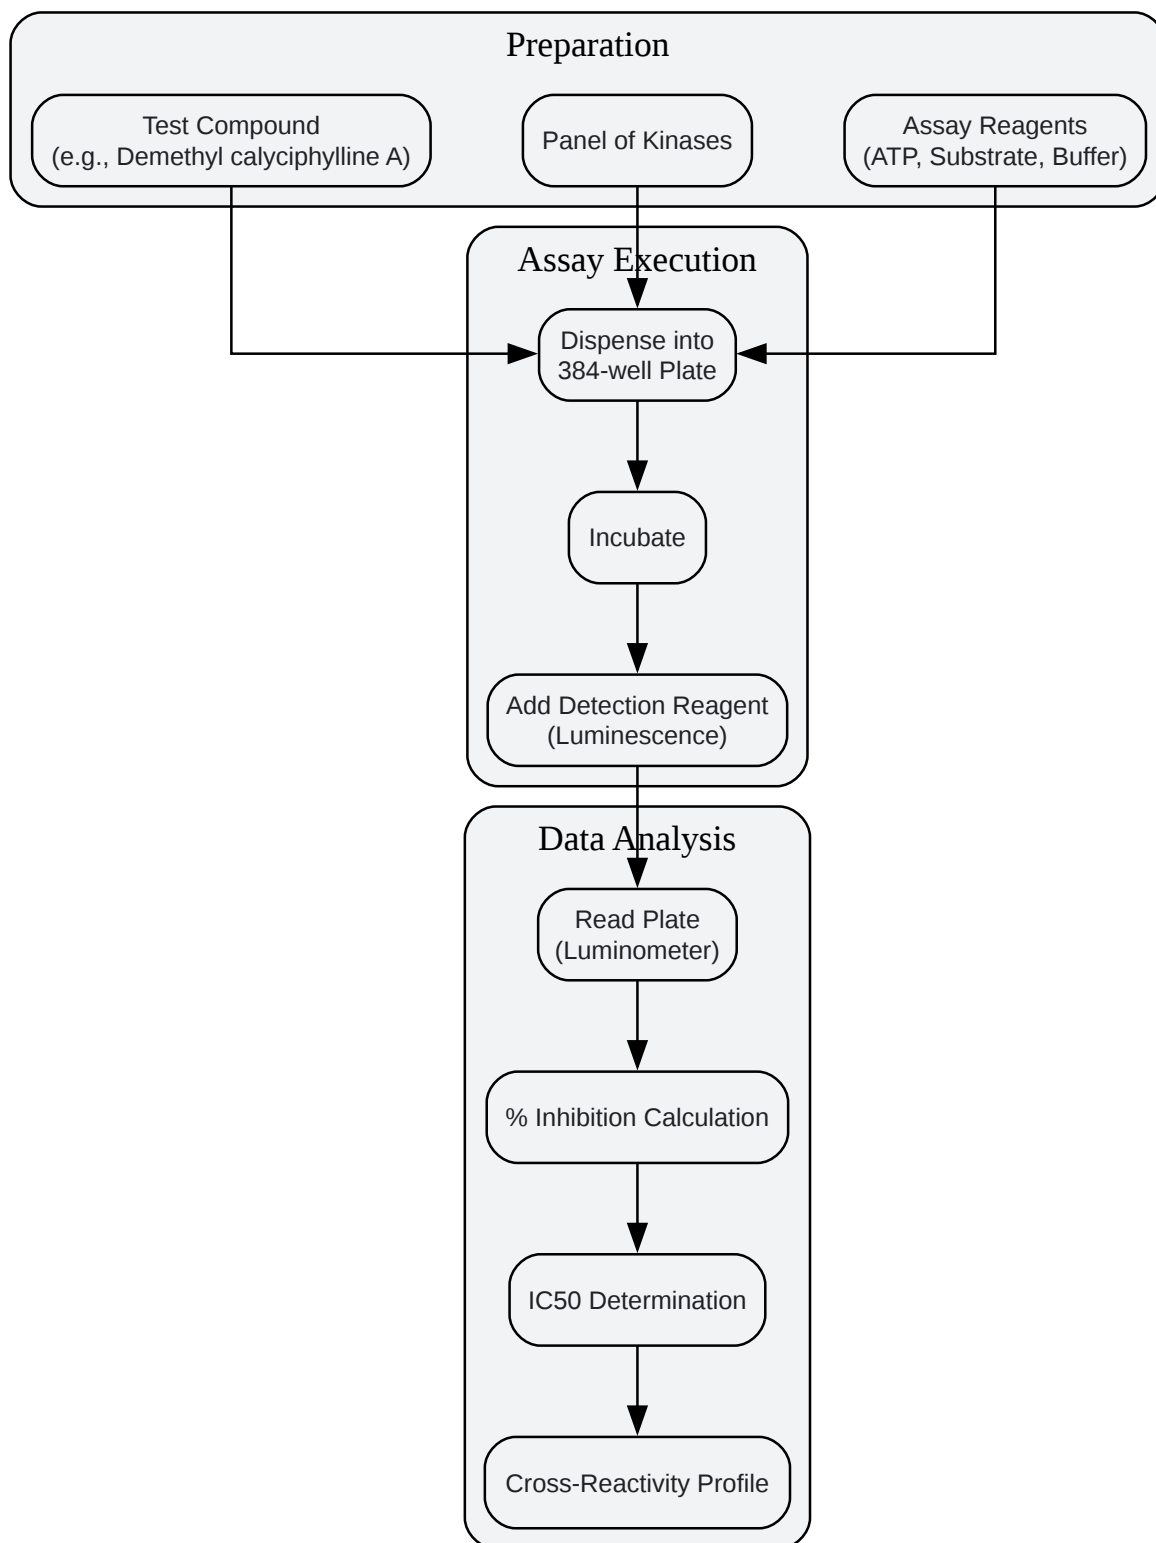 Preparation
Test Compound
(e.g., Demethyl calyciphylline A)
Panel of Kinases
Assay Reagents
(ATP, Substrate, Buffer)
Assay Execution
Dispense into
384-well Plate
Incubate
Add Detection Reagent
(Luminescence)
Data Analysis
Read Plate
(Luminometer)
% Inhibition Calculation
IC50 Determination
Cross-Reactivity Profile